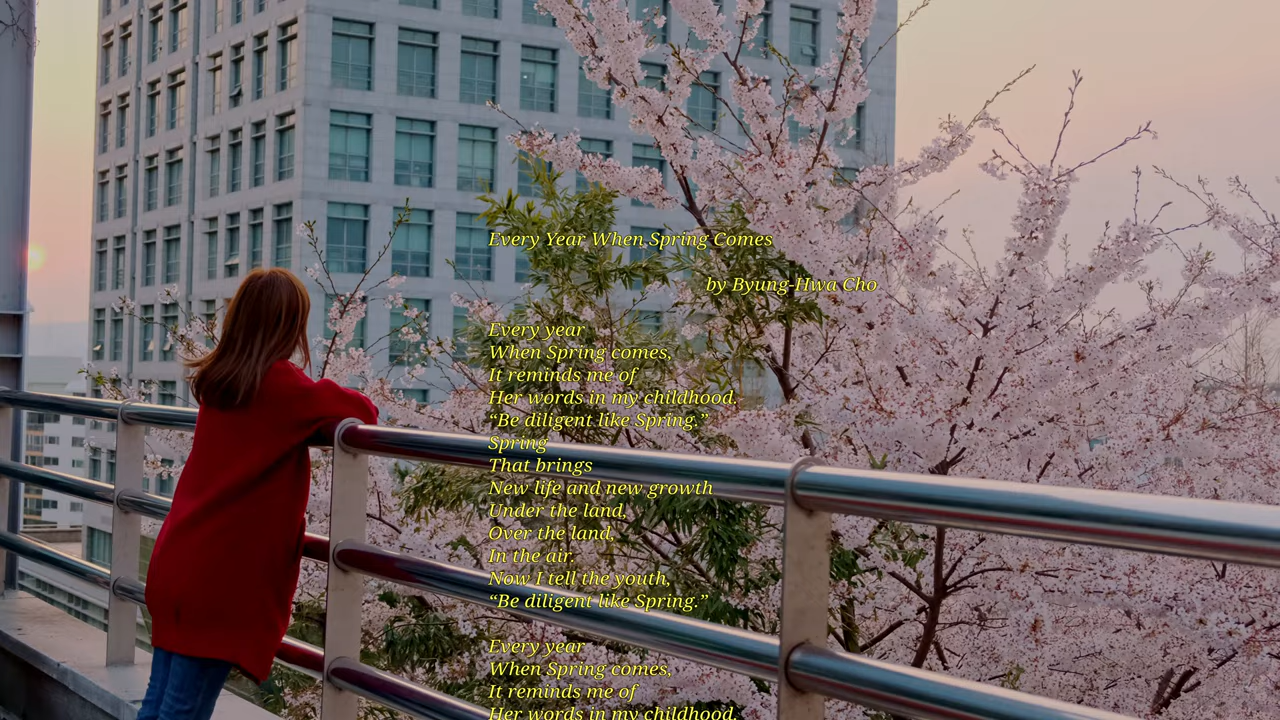 Every Year When Spring Comes
by Byung-Hwa Cho
Every year
When Spring comes,
It reminds me of
Her words in my childhood.
“Be diligent like Spring.”
Spring
That brings
New life and new growth
Under the land,
Over the land,
In the air.
Now I tell the youth,
“Be diligent like Spring.”
Every year
When Spring comes,
It reminds me of
Her words in my childhood.